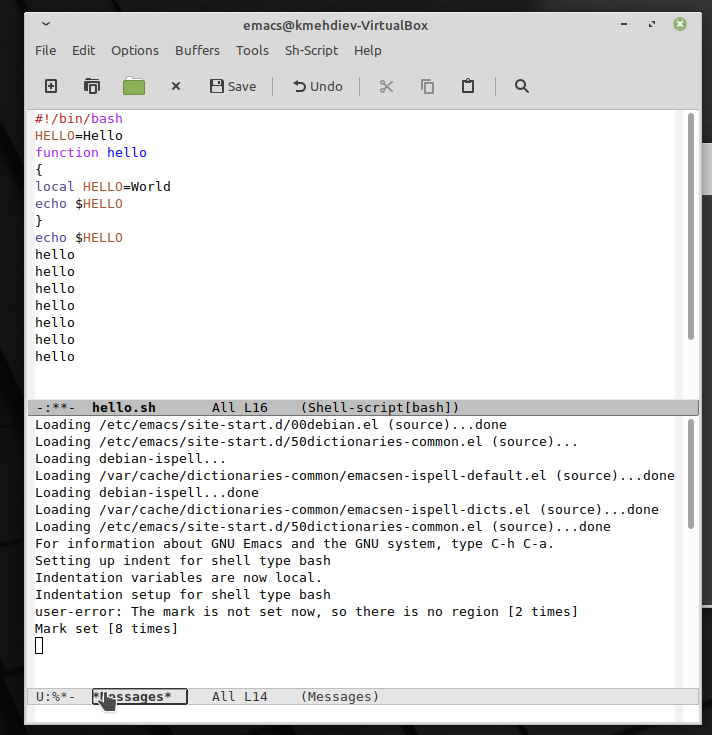 emacs@kmehdiev-VirtualBox
File Edit Options Buffers Tools Sh-Script Help
Save Undo
#!/bin/bash
HELLO=Hello
function hello
{
local HELLO=World
echo $HELLO
}
echo $HELLO
hello
hello
hello
hello
hello
hello
hello
-:**- hello.sh All L16 (Shell-script[bash])
Loading /etc/emacs/site-start.d/00debian.el (source)...done
Loading /etc/emacs/site-start.d/50dictionaries-common.el (source)...
Loading debian-ispell...
Loading /var/cache/dictionaries-common/emacsen-ispell-default.el (source)...done
Loading debian-ispell...done
Loading /var/cache/dictionaries-common/emacsen-ispell-dicts.el (source)...done
Loading /etc/emacs/site-start.d/50dictionaries-common.el (source)...done
For information about GNU Emacs and the GNU system, type C-h C-a.
Setting up indent for shell type bash
Indentation variables are now local.
Indentation setup for shell type bash
user-error: The mark is not set now, so there is no region [2 times]
Mark set [8 times]
U:%*- *Messages* All L14 (Messages)